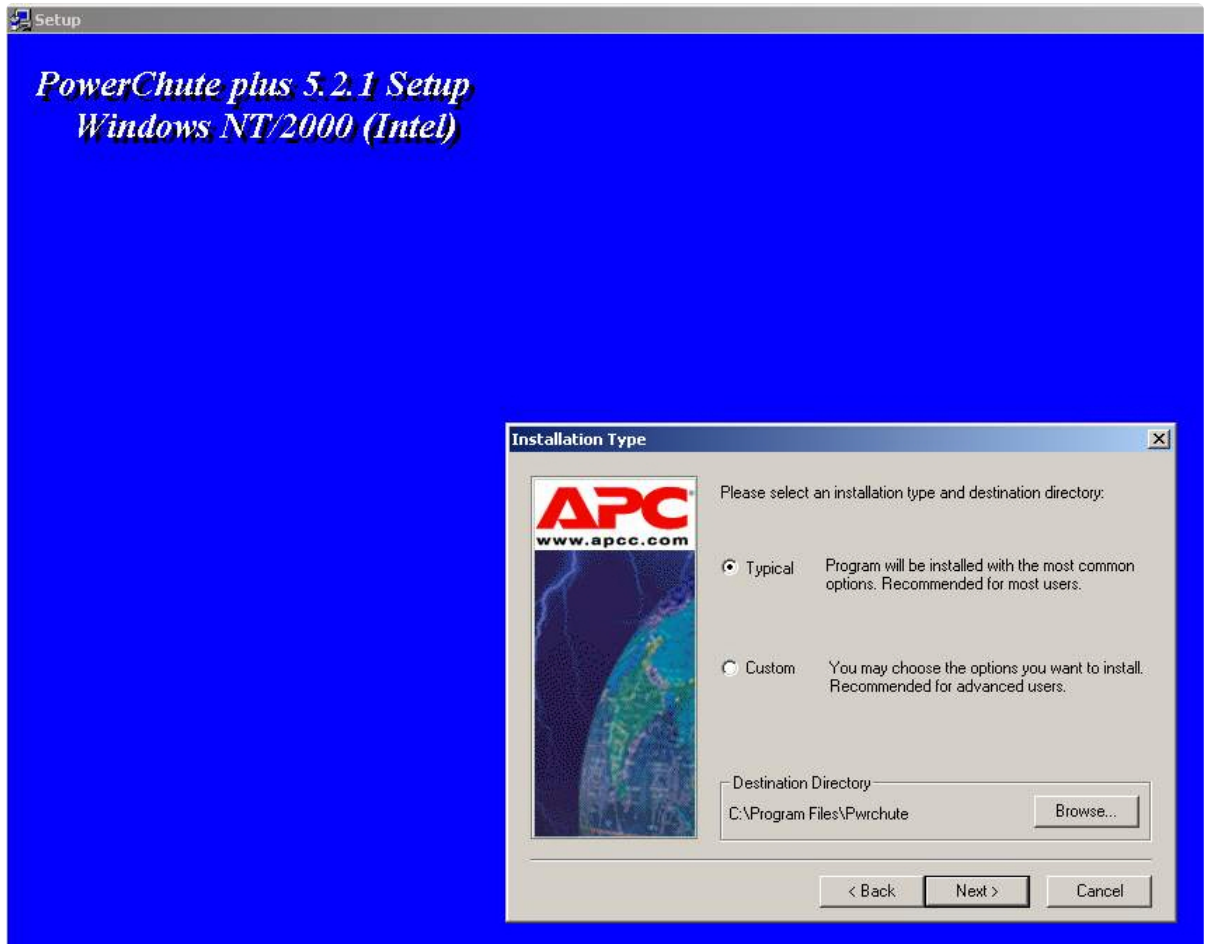 Setup
PowerChute plus 5.2.1 Setup
Windows NT/2000 (Intel)
Installation Type
APC
www.apcc.com
Please select an installation type and destination directory:
Typical
Program will be installed with the most common
options. Recommended for most users.
Custom
You may choose the options you want to install.
Recommended for advanced users.
Destination Directory
C:\Program Files\Pwrchute
Browse...
< Back
Next >
Cancel